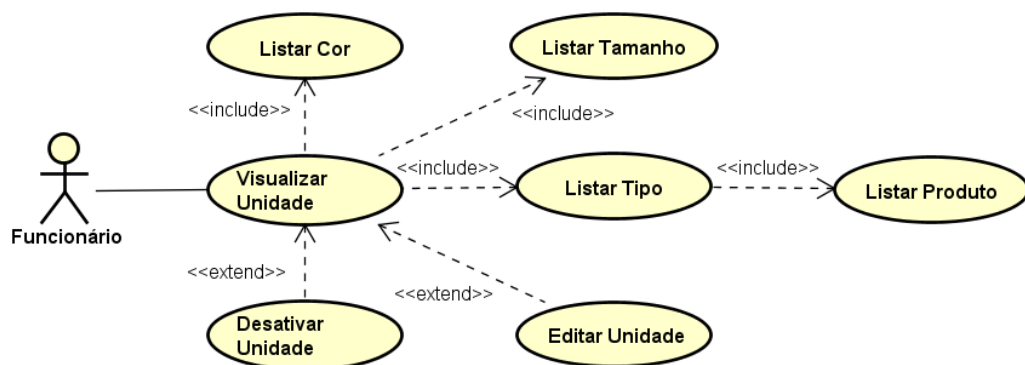 Listar Cor
Listar Tamanho
<<include>>
<<include>>
Visualizar
Unidade
<<include>>
Listar Tipo
<<include>>
Listar Produto
Funcionário
<<extend>>
<<extend>>
Desativar
Unidade
Editar Unidade